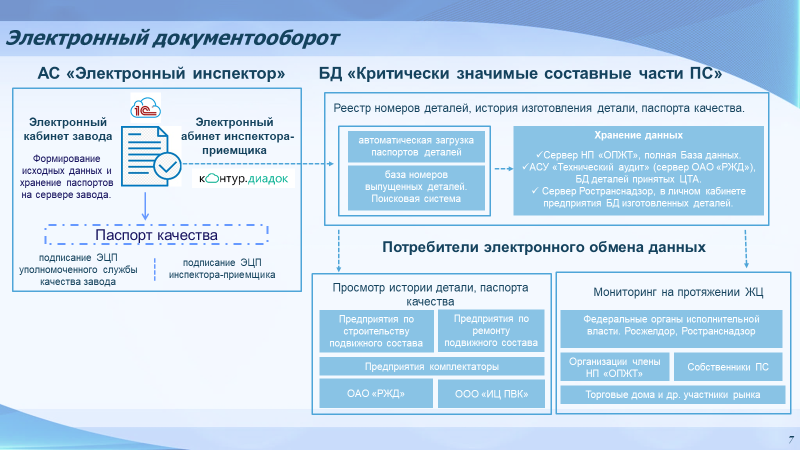 Электронный документооборот
АС «Электронный инспектор»
Электронный
кабинет завода
Формирование
исходных данных и
хранение паспортов
на сервере завода.
1С
Электронный
абинет инспектора-
приемщика
контур.диадок
Паспорт качества
подписание ЭЦП
уполномоченного службы
качества завода
подписание ЭЦП
инспектора-приемщика
БД «Критически значимые составные части ПС»
Реестр номеров деталей, история изготовления детали, паспорта качества.
автоматическая загрузка
паспортов деталей
база номеров
выпущенных деталей.
Поисковая система
Хранение данных
✓Сервер НП «ОПЖТ», полная База данных.
✓АСУ «Технический аудит» (сервер ОАО «РЖД»),
БД деталей принятых ЦТА.
✓ Сервер Ространснадзор, в личном кабинете
предприятия БД изготовленных деталей.
Потребители электронного обмена данных
Просмотр истории детали, паспорта
качества
Предприятия по
строительству
подвижного состава
Предприятия по
ремонту
подвижного состава
Предприятия комплектаторы
ОАО «РЖД»
ООО «ИЦ ПВК»
Мониторинг на протяжении ЖЦ
Федеральные органы исполнительной
власти. Росжелдор, Ространснадзор
Организации члены
НП «ОПЖТ»
Собственники ПС
Торговые дома и др. участники рынка
7